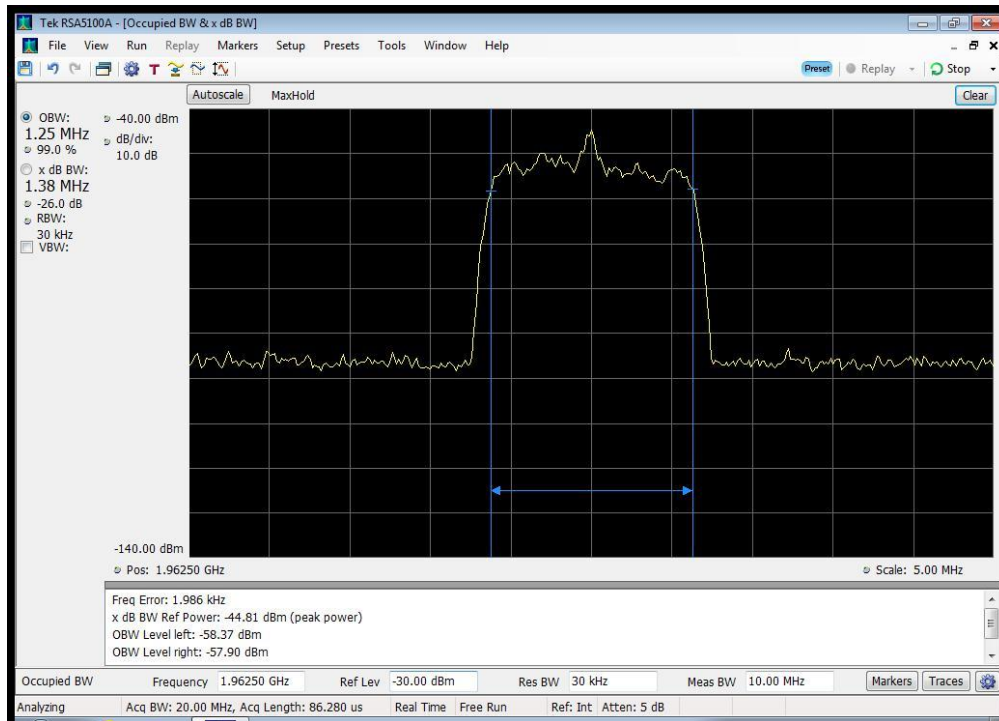 Tek RSA5100A - [Occupied BW & x dB BW]
File View Run Replay Markers Setup Presets Tools Window Help
T Preset Replay Stop
Autoscale MaxHold Clear
OBW:
1.25 MHz
99.0 %
x dB BW:
1.38 MHz
-26.0 dB
RBW:
30 kHz
VBW:
-40.00 dBm
dB/div:
10.0 dB
-140.00 dBm
Pos: 1.96250 GHz Scale: 5.00 MHz
Freq Error: 1.986 kHz
x dB BW Ref Power: -44.81 dBm (peak power)
OBW Level left: -58.37 dBm
OBW Level right: -57.90 dBm
Occupied BW Frequency 1.96250 GHz Ref Lev -30.00 dBm Res BW 30 kHz Meas BW 10.00 MHz Markers Traces
Analyzing Acq BW: 20.00 MHz, Acq Length: 86.280 us Real Time Free Run Ref: Int Atten: 5 dB